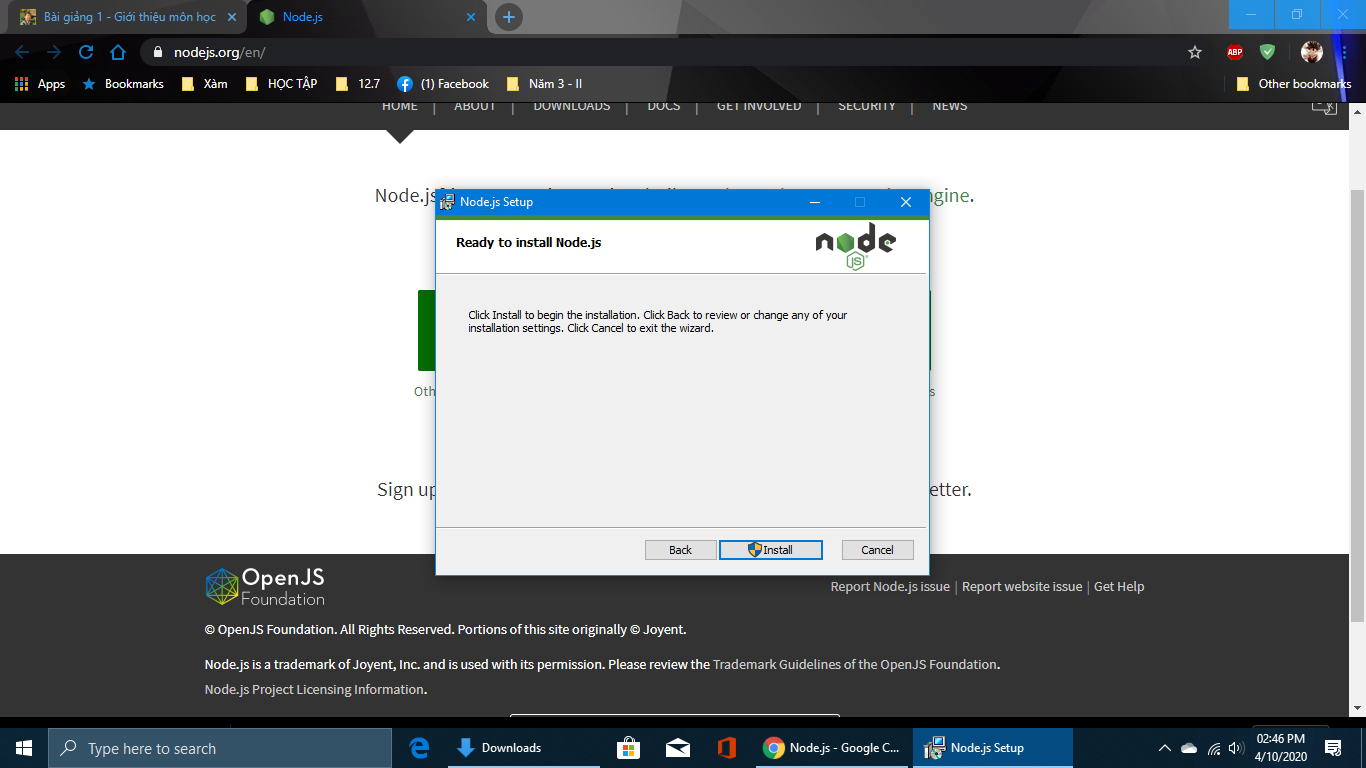 Bài giảng 1 - Giới thiệu môn học
Node.js
nodejs.org/en/
ABP
Apps
Bookmarks
Xàm
HỌC TẬP
12.7
(1) Facebook
Năm 3 - II
Other bookmarks
HOME | ABOUT | DOWNLOADS | DOCS | GET INVOLVED | SECURITY | NEWS
Node.js
ngine.
Node.js Setup
Ready to install Node.js
node
JS
Click Install to begin the installation. Click Back to review or change any of your
installation settings. Click Cancel to exit the wizard.
Oth
s
Sign up
etter.
Back
Install
Cancel
OpenJS
Foundation
Report Node.js issue | Report website issue | Get Help
© OpenJS Foundation. All Rights Reserved. Portions of this site originally © Joyent.
Node.js is a trademark of Joyent, Inc. and is used with its permission. Please review the Trademark Guidelines of the OpenJS Foundation.
Node.js Project Licensing Information.
Type here to search
Downloads
Node.js - Google C...
Node.js Setup
02:46 PM
4/10/2020